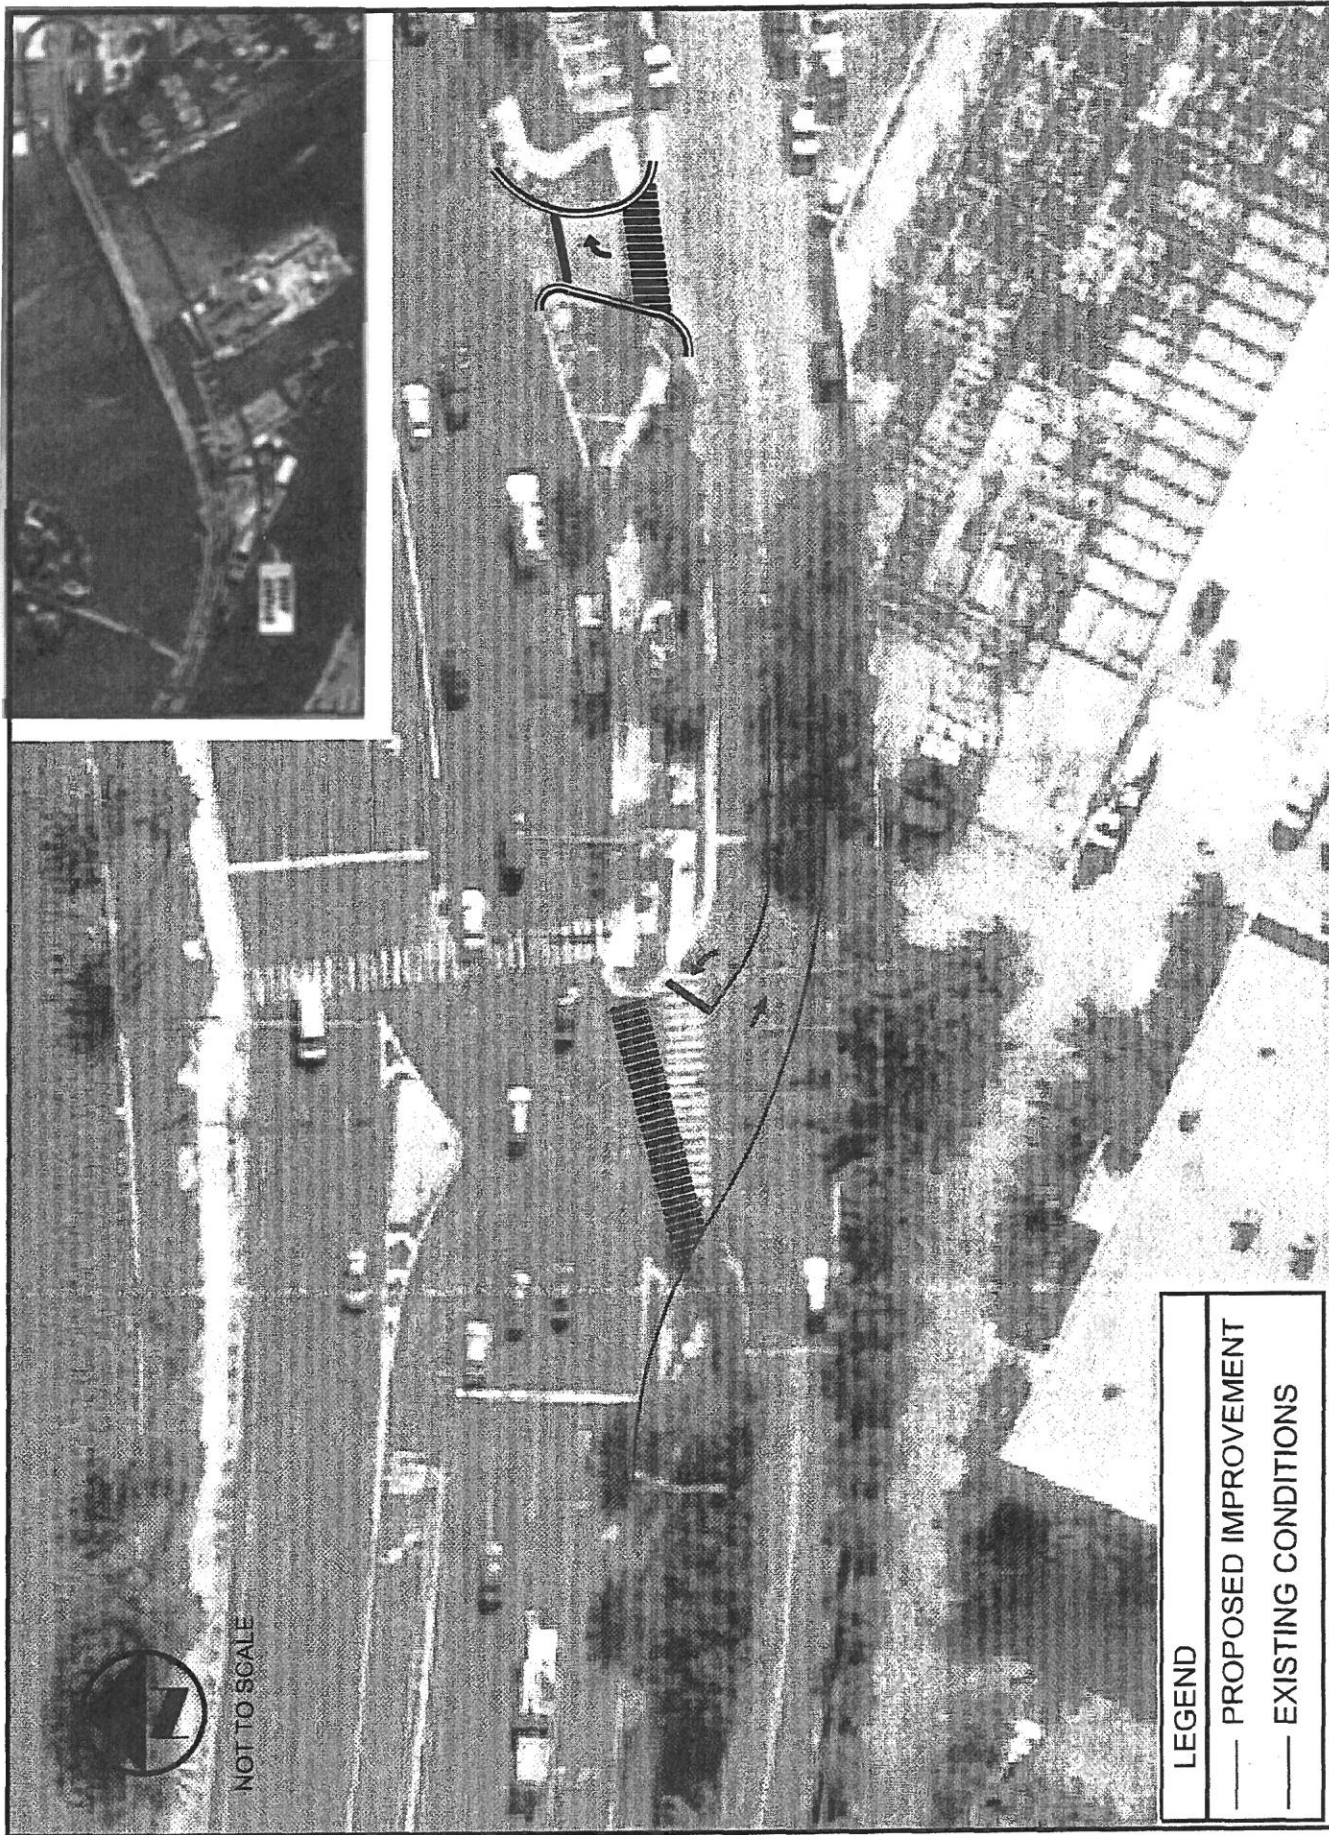 NOT TO SCALE
LEGEND
PROPOSED IMPROVEMENT
EXISTING CONDITIONS